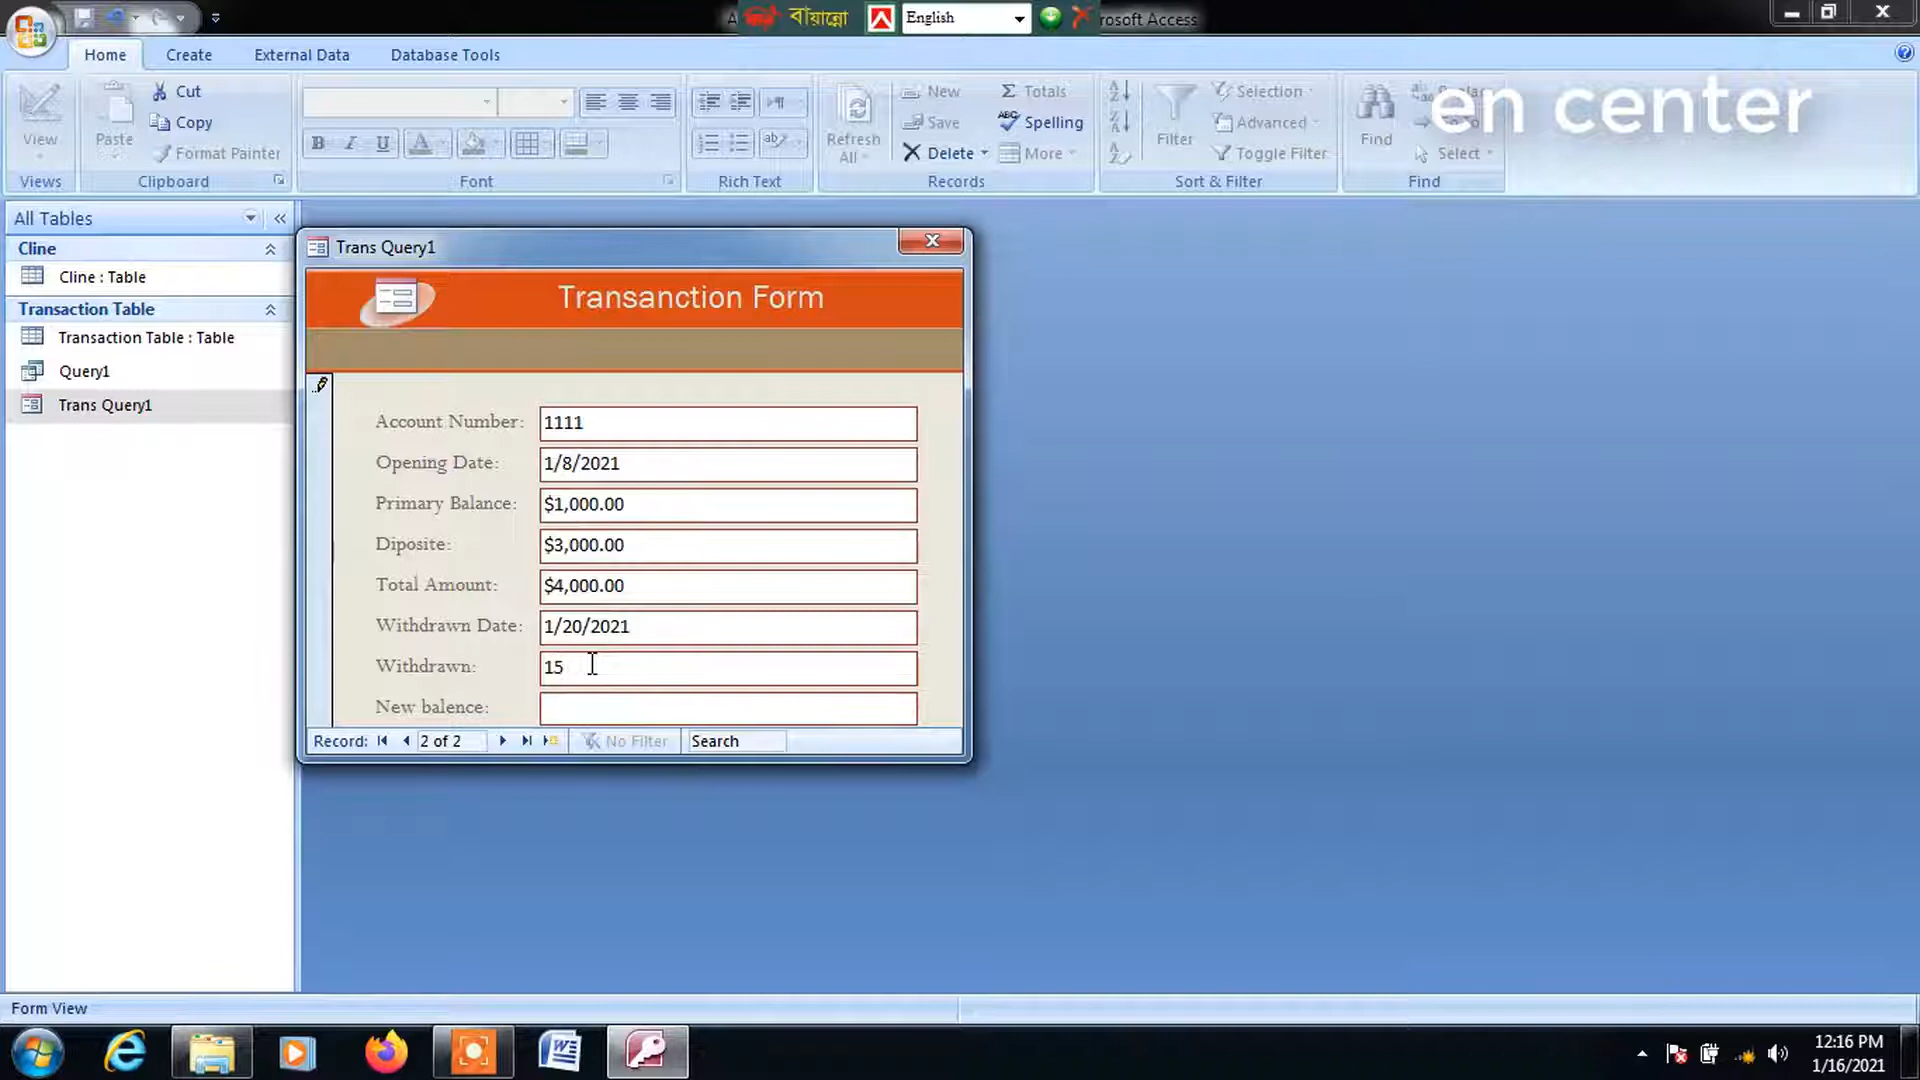 বায়ান্নো
English
rosoft Access
Home
Create
External Data
Database Tools
View
Views
Paste
Cut
Copy
Format Painter
Clipboard
B I U
Font
Rich Text
Refresh
All
New
Save
Delete
Totals
Spelling
More
Records
Filter
Selection
Advanced
Toggle Filter
Sort & Filter
Find
Select
Find
en center
All Tables
Cline
Cline : Table
Transaction Table
Transaction Table : Table
Query1
Trans Query1
Trans Query1
Transanction Form
Account Number: 1111
Opening Date: 1/8/2021
Primary Balance: $1,000.00
Diposite: $3,000.00
Total Amount: $4,000.00
Withdrawn Date: 1/20/2021
Withdrawn: 15
New balence:
Record: 2 of 2 No Filter Search
Form View
12:16 PM
1/16/2021